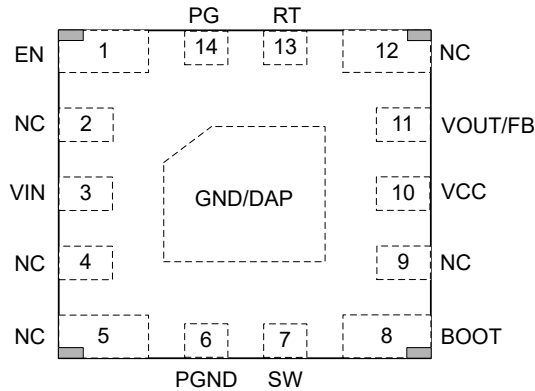 PG RT
EN 1 14 13 12 NC
NC 2 11 VOUT/FB
VIN 3 GND/DAP 10 VCC
NC 4 9 NC
NC 5 6 7 8 BOOT
PGND SW